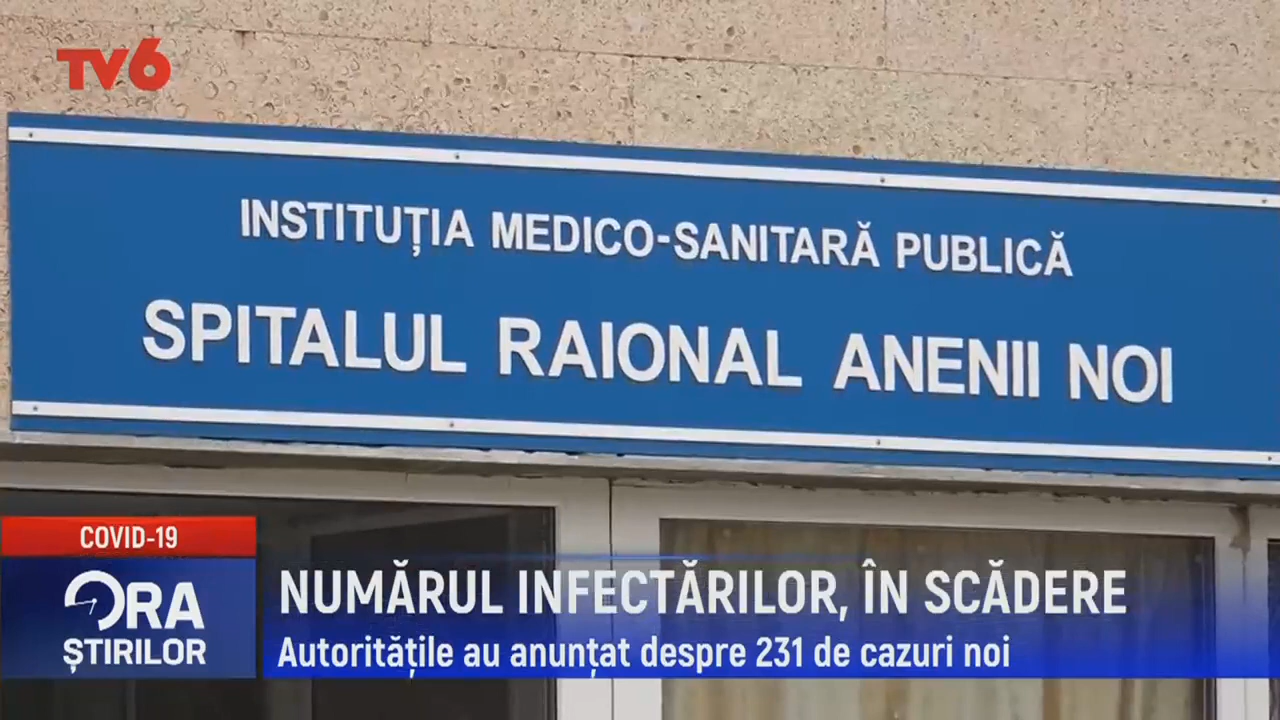 TV6
INSTITUȚIA MEDICO-SANITARĂ PUBLICĂ
SPITALUL RAIONAL ANENII NOI
COVID-19
ORA
ȘTIRILOR
NUMĂRUL INFECTĂRILOR, ÎN SCĂDERE
Autoritățile au anunțat despre 231 de cazuri noi